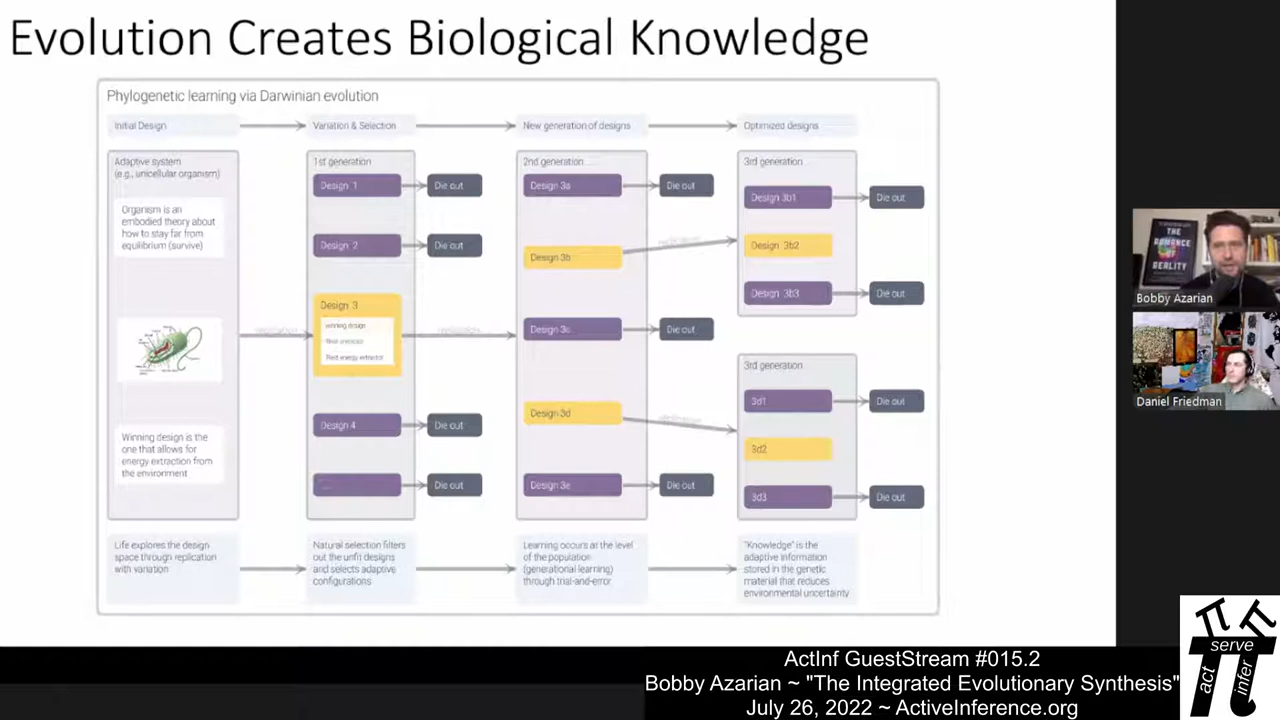 Evolution Creates Biological Knowledge
Phylogenetic learning via Darwinian evolution
Initial Design
Variation & Selection
New generation of designs
Optimized designs
Adaptive system
(e.g., unicellular organism)
Organism is an
embodied theory about
how to stay far from
equilibrium (survive)
Winning design is the
one that allows for
energy extraction from
the environment
1st generation
Design 1
Die out
Design 2
Die out
Design 3
winning design
Best energy extractor
Design 4
Die out
...
Die out
2nd generation
Design 3a
Die out
Design 3b
Design 3c
Die out
Design 3d
Design 3e
Die out
3rd generation
Design 3b1
Die out
Design 3b2
Design 3b3
Die out
3rd generation
3d1
Die out
3d2
3d3
Die out
Life explores the design
space through replication
with variation
Natural selection filters
out the unfit designs
and selects adaptive
configurations
Learning occurs at the level
of the population
(generational learning)
through trial-and-error
"Knowledge" is the
adaptive information
stored in the genetic
material that reduces
environmental uncertainty
THE
ROMANCE
OF
REALITY
Bobby Azarian
Daniel Friedman
ActInf GuestStream #015.2
Bobby Azarian ~ "The Integrated Evolutionary Synthesis"
July 26, 2022 ~ ActiveInference.org
serve
act
infer